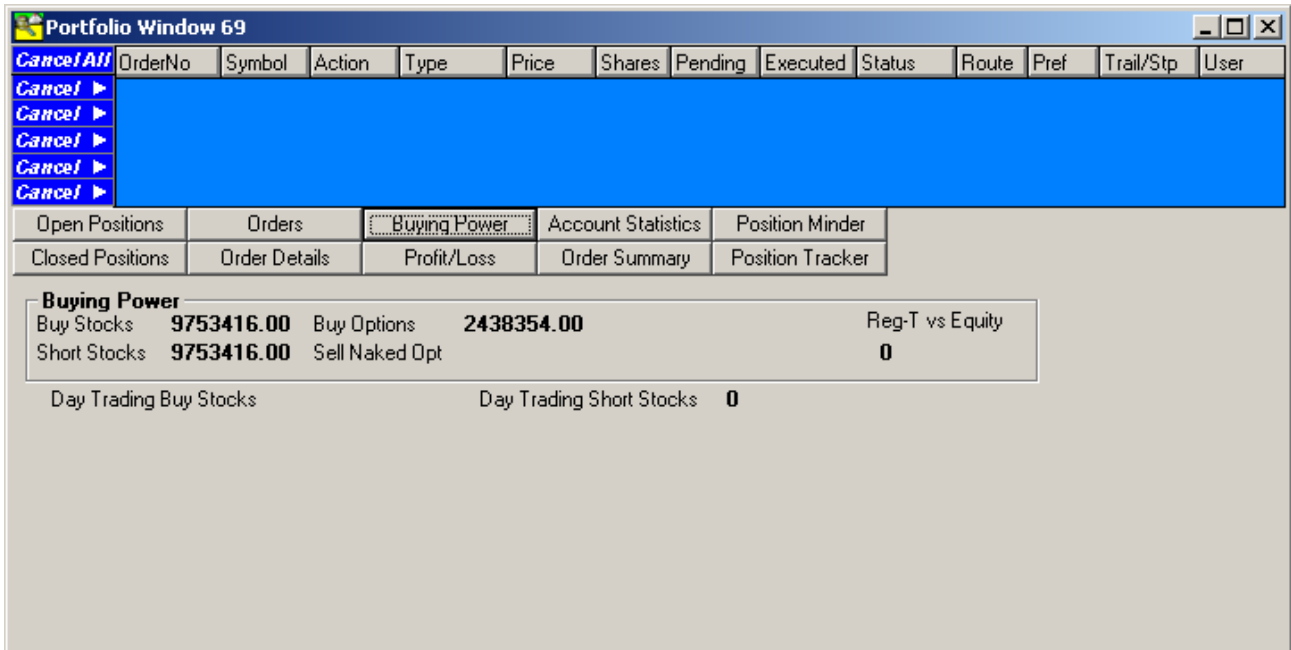 Portfolio Window 69
Cancel All OrderNo Symbol Action Type Price Shares Pending Executed Status Route Pref Trail/Stp User
Cancel
Cancel
Cancel
Cancel
Cancel
Open Positions Orders Buying Power Account Statistics Position Minder
Closed Positions Order Details Profit/Loss Order Summary Position Tracker
Buying Power
Buy Stocks 9753416.00 Buy Options 2438354.00 Reg-T vs Equity
Short Stocks 9753416.00 Sell Naked Opt 0
Day Trading Buy Stocks Day Trading Short Stocks 0